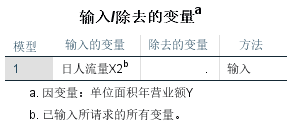 输入/除去的变量a
模型 输入的变量 除去的变量 方法
1 日人流量X2b . 输入
a. 因变量：单位面积年营业额Y
b. 已输入所请求的所有变量。